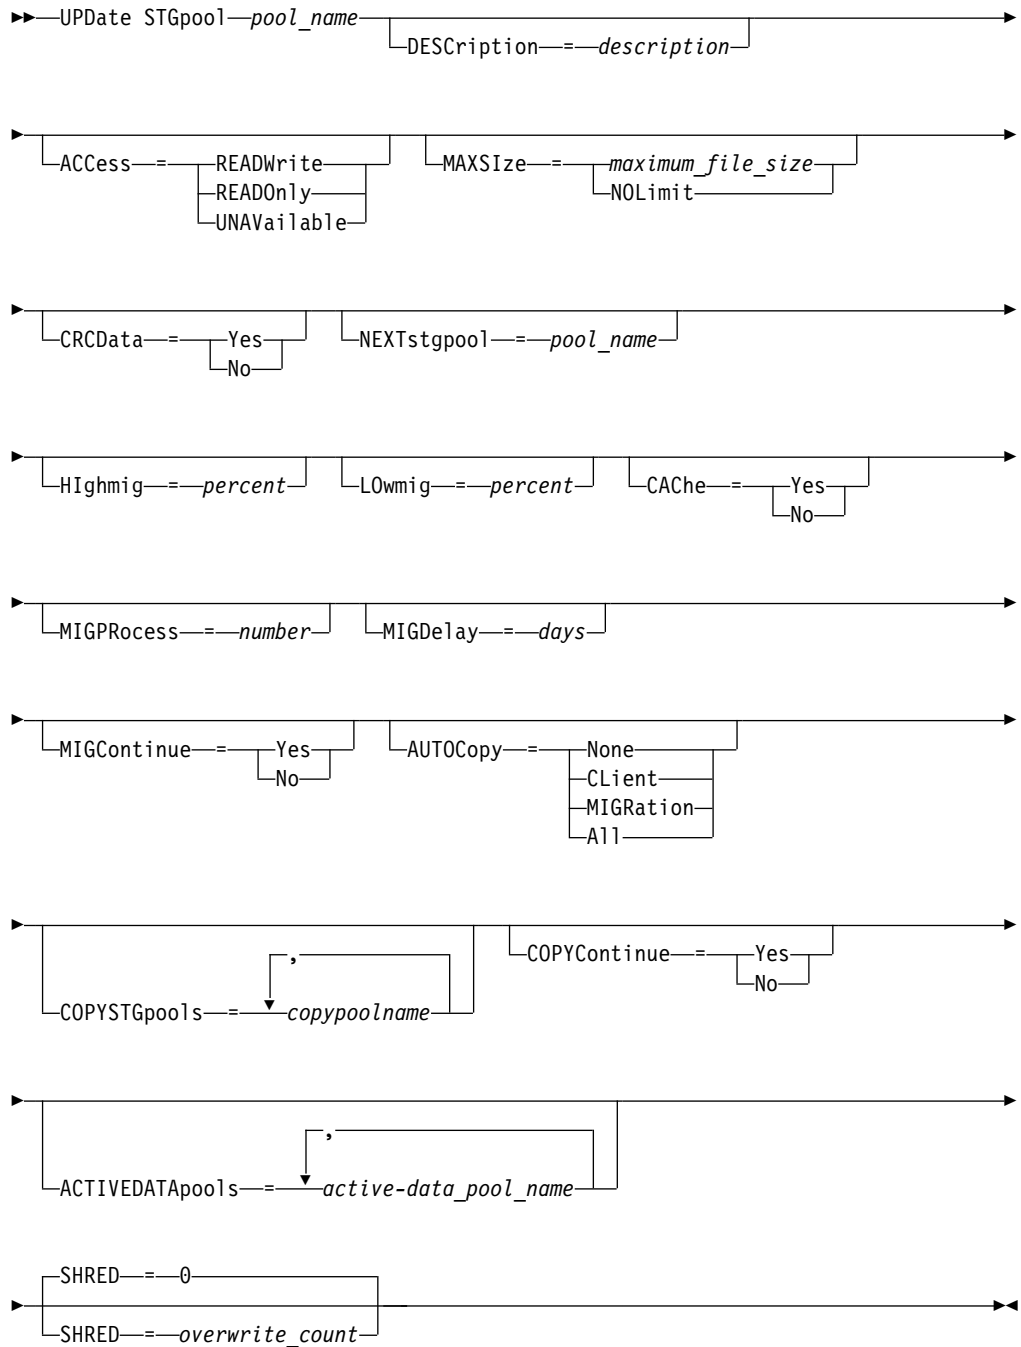 UPDate STGpool pool_name
DESCription = description
ACCess = READWrite MAXSIze = maximum_file_size
READOnly NOLimit
UNAVailable
CRCData = Yes NEXTstgpool = pool_name
No
HIghmig = percent LOwmig = percent CAChe = Yes
No
MIGPRocess = number MIGDelay = days
MIGContinue = Yes AUTOCopy = None
No CLient
MIGRation
All
, COPYContinue = Yes
No
COPYSTGpools = copypoolname
,
ACTIVEDATApools = active-data_pool_name
SHRED = 0
SHRED = overwrite_count